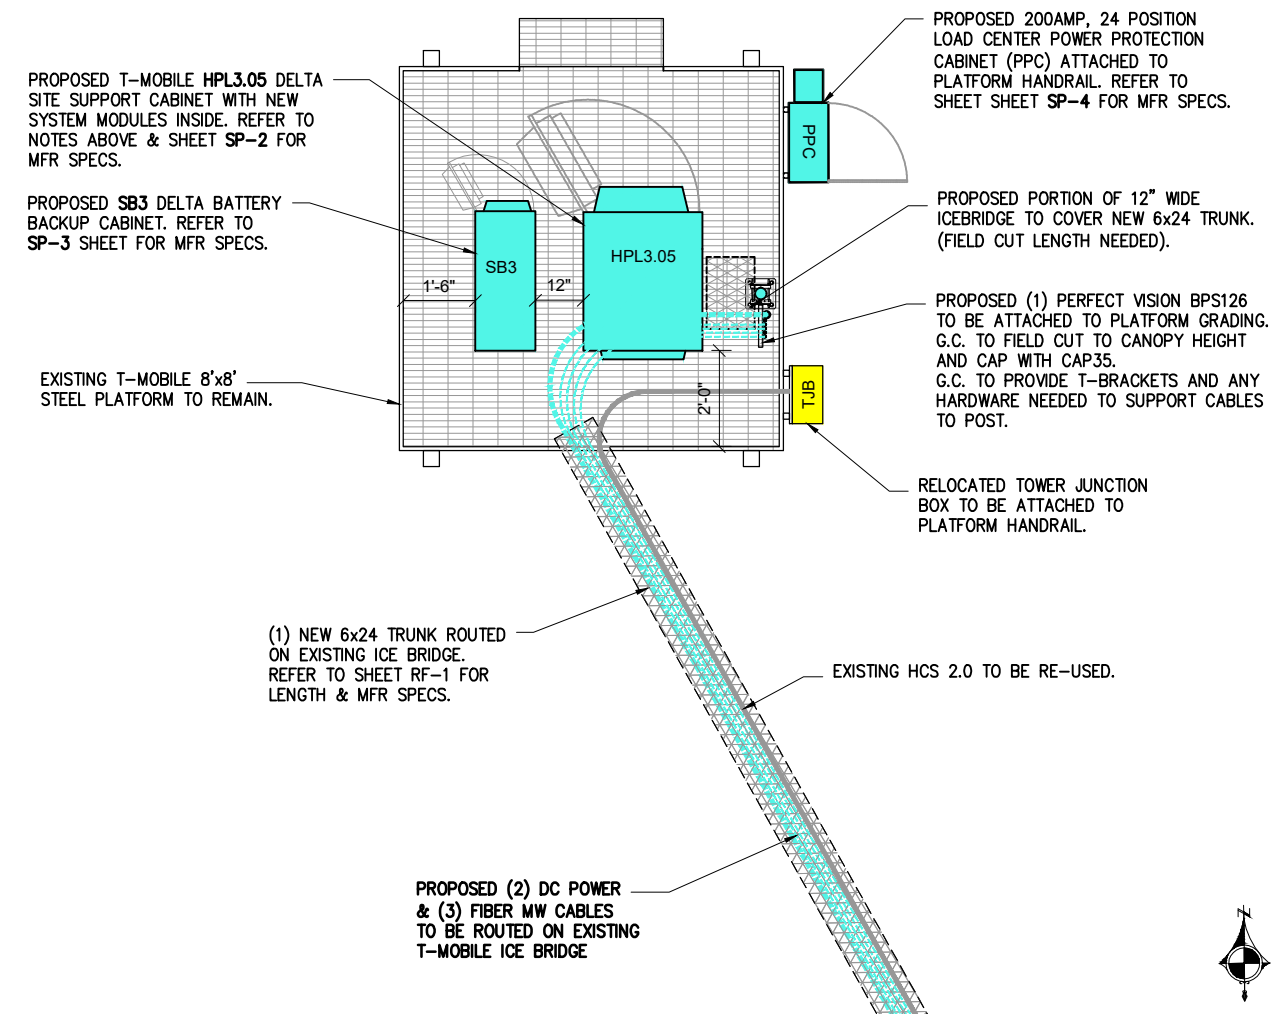 PROPOSED T-MOBILE HPL3.05 DELTA
SITE SUPPORT CABINET WITH NEW
SYSTEM MODULES INSIDE. REFER TO
NOTES ABOVE & SHEET SP-2 FOR
MFR SPECS.
PROPOSED SB3 DELTA BATTERY
BACKUP CABINET. REFER TO
SP-3 SHEET FOR MFR SPECS.
EXISTING T-MOBILE 8'x8'
STEEL PLATFORM TO REMAIN.
1'-6"
SB3
12"
HPL3.05
2'-0"
PPC
TJB
PROPOSED 200AMP, 24 POSITION
LOAD CENTER POWER PROTECTION
CABINET (PPC) ATTACHED TO
PLATFORM HANDRAIL. REFER TO
SHEET SHEET SP-4 FOR MFR SPECS.
PROPOSED PORTION OF 12" WIDE
ICEBRIDGE TO COVER NEW 6x24 TRUNK.
(FIELD CUT LENGTH NEEDED).
PROPOSED (1) PERFECT VISION BPS126
TO BE ATTACHED TO PLATFORM GRADING.
G.C. TO FIELD CUT TO CANOPY HEIGHT
AND CAP WITH CAP35.
G.C. TO PROVIDE T-BRACKETS AND ANY
HARDWARE NEEDED TO SUPPORT CABLES
TO POST.
RELOCATED TOWER JUNCTION
BOX TO BE ATTACHED TO
PLATFORM HANDRAIL.
(1) NEW 6x24 TRUNK ROUTED
ON EXISTING ICE BRIDGE.
REFER TO SHEET RF-1 FOR
LENGTH & MFR SPECS.
EXISTING HCS 2.0 TO BE RE-USED.
PROPOSED (2) DC POWER
& (3) FIBER MW CABLES
TO BE ROUTED ON EXISTING
T-MOBILE ICE BRIDGE
N